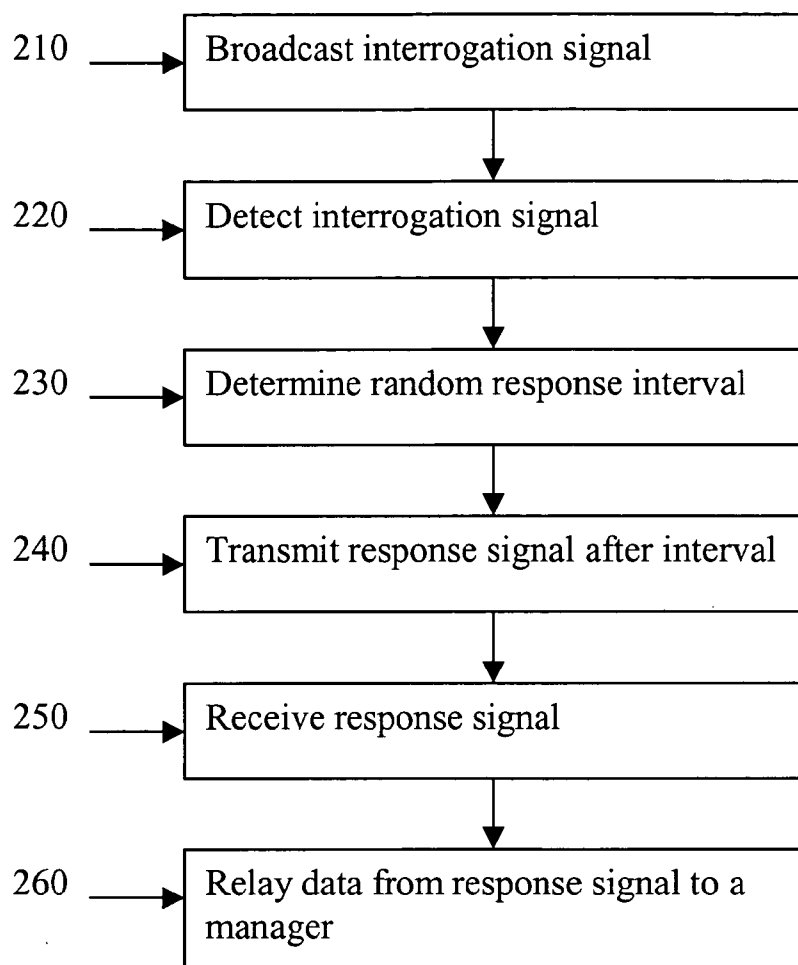 210 Broadcast interrogation signal
220 Detect interrogation signal
230 Determine random response interval
240 Transmit response signal after interval
250 Receive response signal
260 Relay data from response signal to a
manager